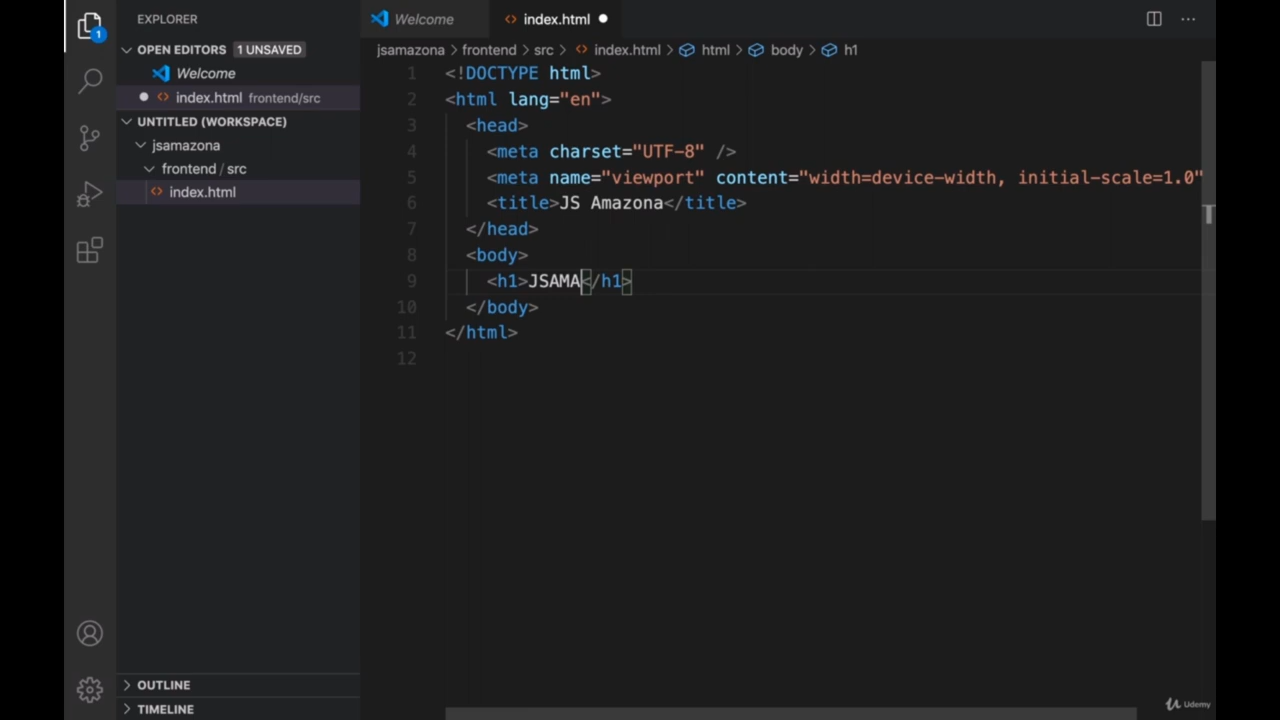 EXPLORER
OPEN EDITORS 1 UNSAVED
Welcome
index.html frontend/src
UNTITLED (WORKSPACE)
jsamazona
frontend / src
index.html
OUTLINE
TIMELINE
1
Welcome
index.html
jsamazona > frontend > src > index.html > html > body > h1
1 <!DOCTYPE html>
2 <html lang="en">
3 <head>
4 <meta charset="UTF-8" />
5 <meta name="viewport" content="width=device-width, initial-scale=1.0"
6 <title>JS Amazona</title>
7 </head>
8 <body>
9 <h1>JSAMA</h1>
10 </body>
11 </html>
12
Udemy